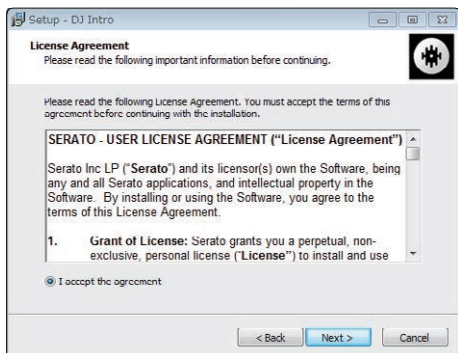 Setup - DJ Intro
License Agreement
Please read the following important information before continuing.
Please read the following License Agreement. You must accept the terms of this
agreement before continuing with the installation.
SERATO - USER LICENSE AGREEMENT (“License Agreement”)
Serato Inc LP (“Serato”) and its licensor(s) own the Software, being
any and all Serato applications, and intellectual property in the
Software. By installing or using the Software, you agree to the
terms of this License Agreement.
1. Grant of License: Serato grants you a perpetual, non-
exclusive, personal license (“License”) to install and use
I accept the agreement
< Back Next > Cancel